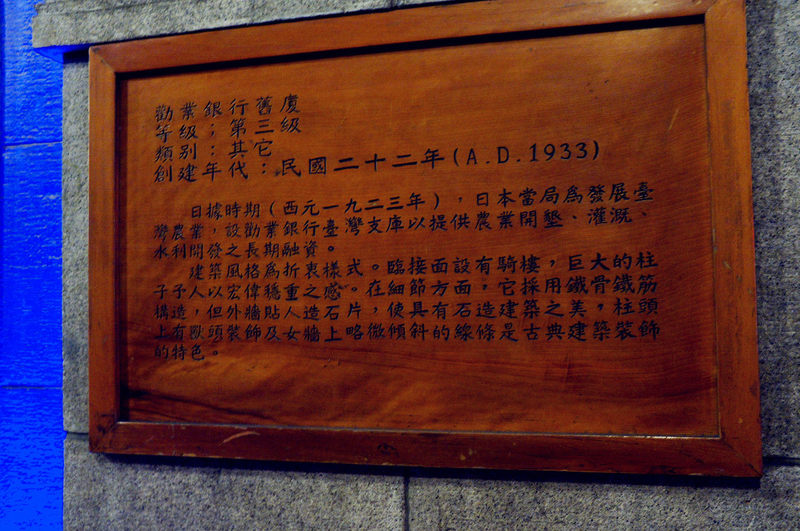 勸業銀行舊廈
等級；第三級
類別：其它
創建年代：民國二十二年(A.D.1933)
日據時期(西元一九二三年)，日本當局為發展臺
灣農業，設勸業銀行臺灣支庫以提供農業開墾、灌溉、
水利開發之長期融資。
建築風格為折衷樣式。臨接面設有騎樓，巨大的柱
子予人以宏偉穩重之感。在細節方面，它採用鐵骨鐵筋
構造，但外牆貼人造石片，使具有石造建築之美，柱頭
上有獸頭裝飾及女牆上略微傾斜的線條是古典建築裝飾
的特色。